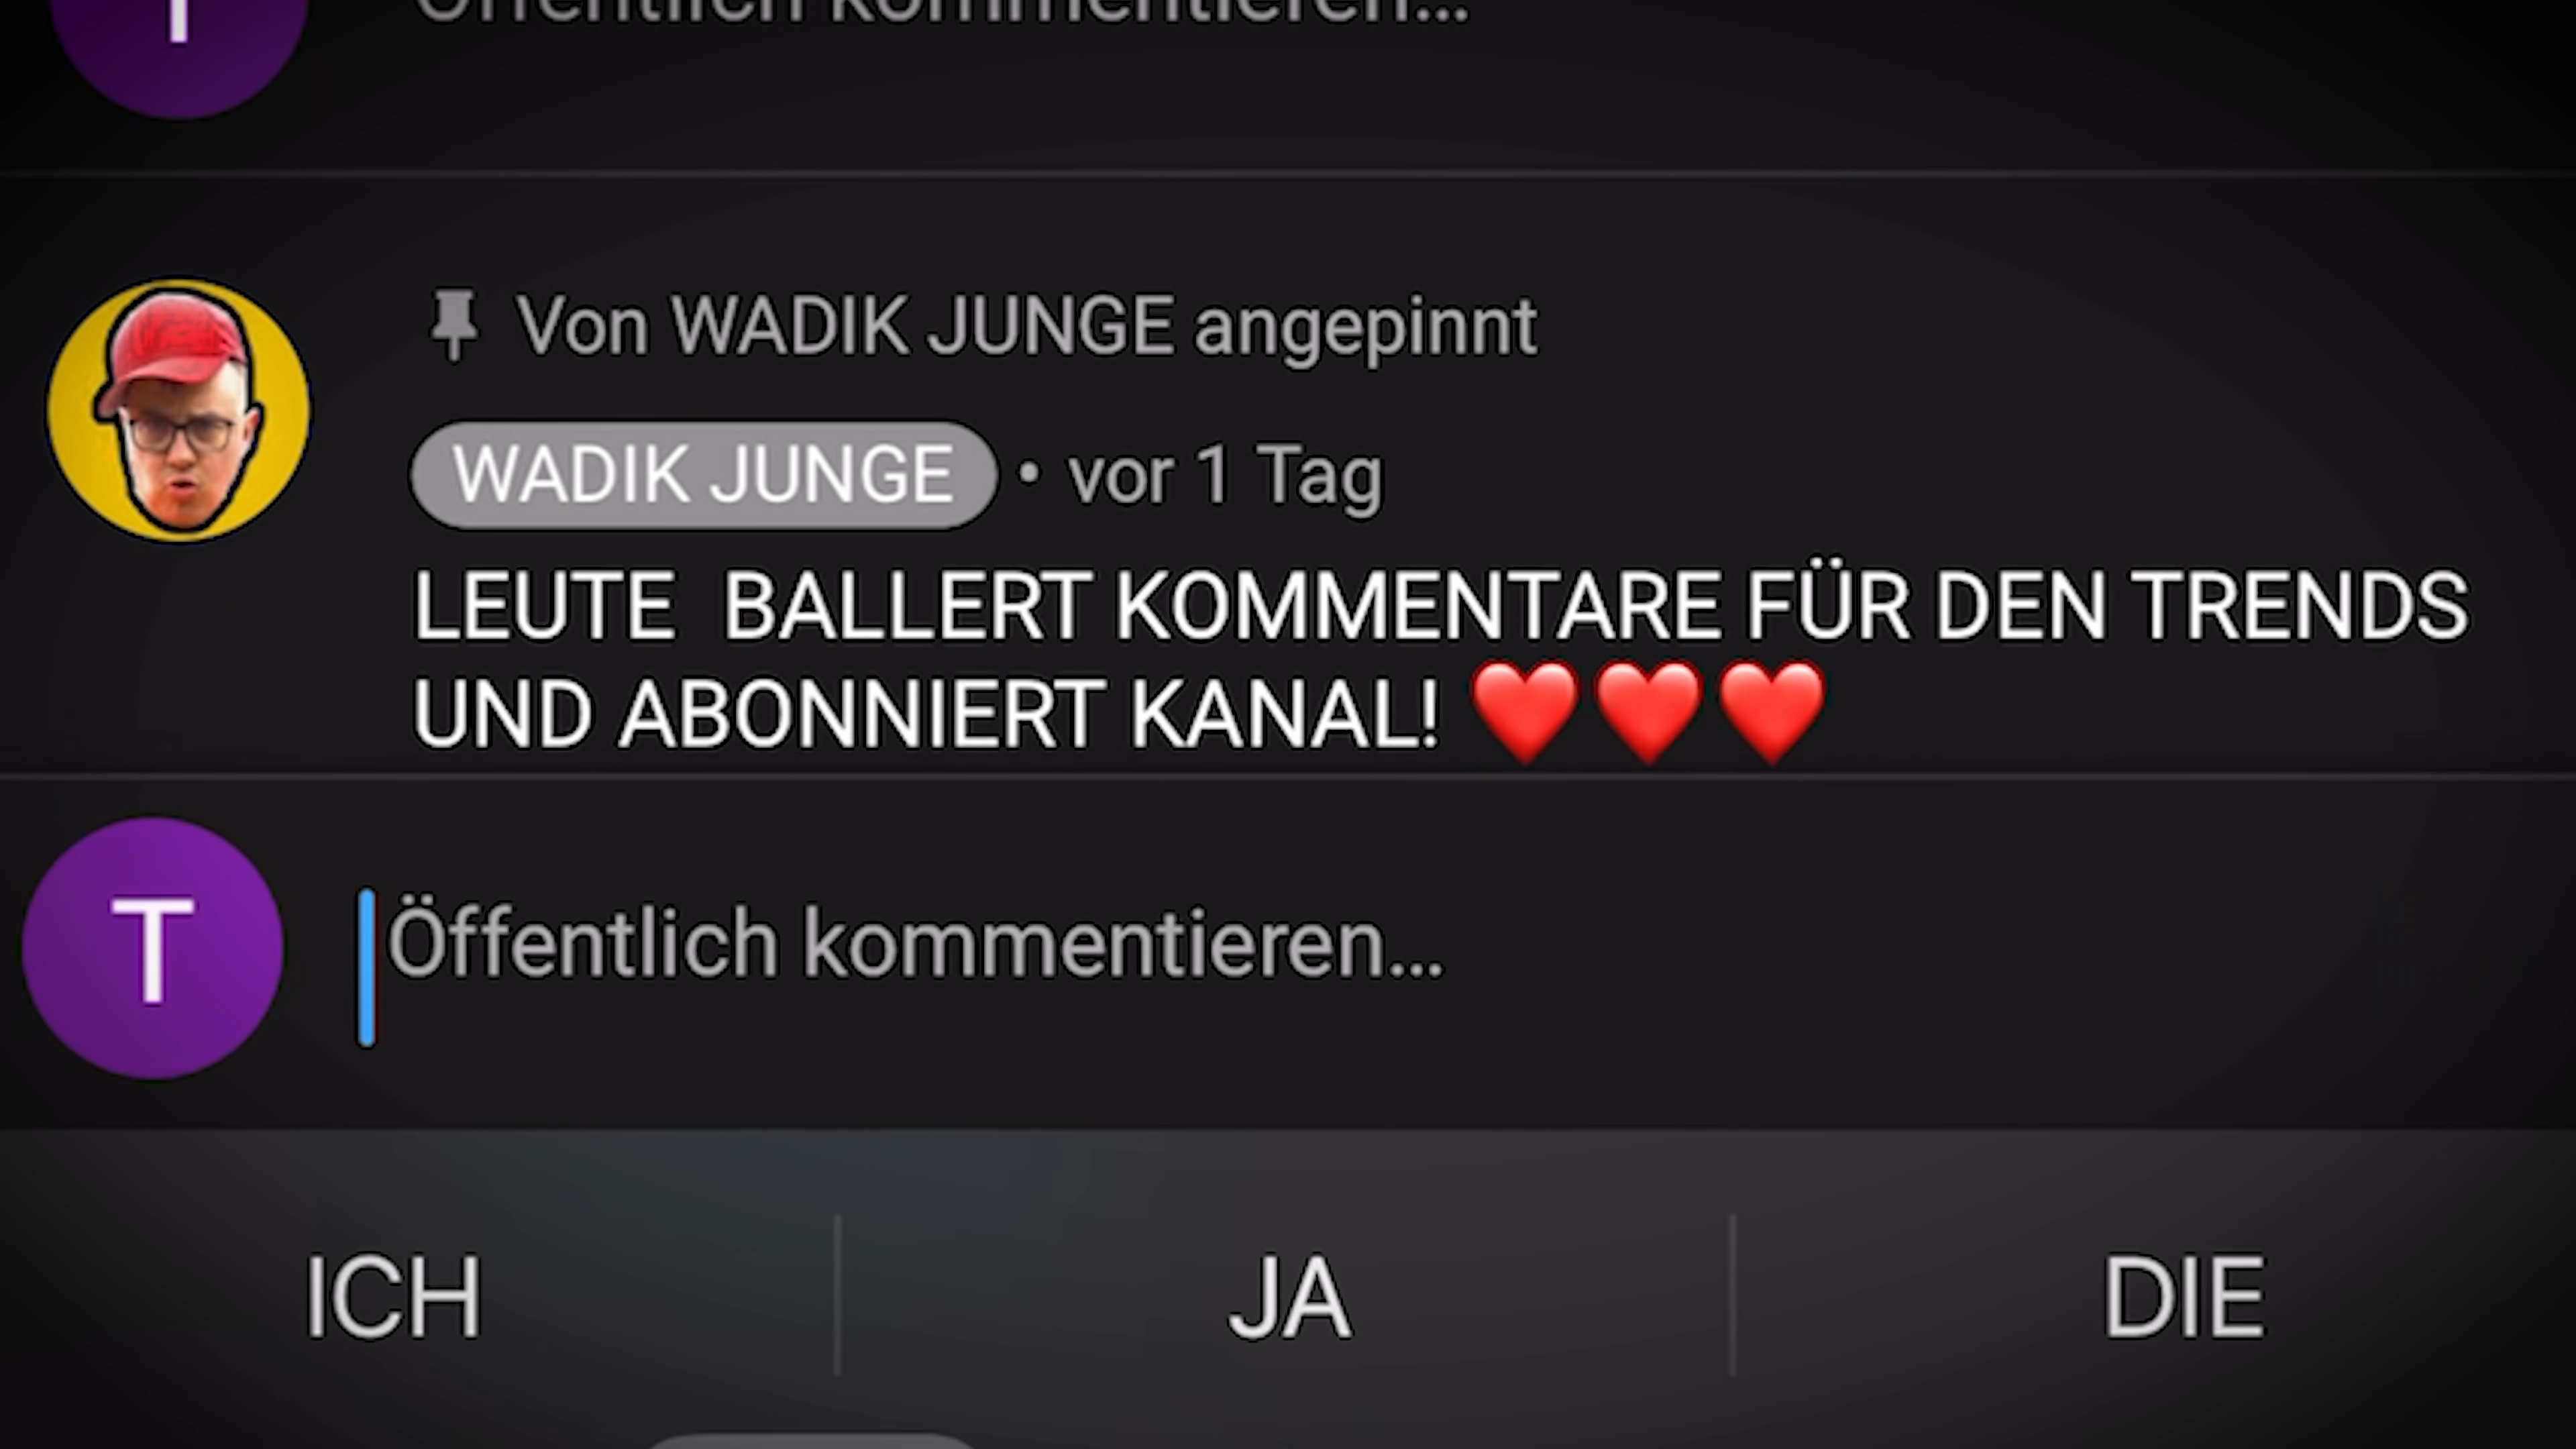 Öffentlich kommentieren...
Von WADIK JUNGE angepinnt
WADIK JUNGE • vor 1 Tag
LEUTE  BALLERT KOMMENTARE FÜR DEN TRENDS
UND ABONNIERT KANAL! ❤️❤️❤️
T
Öffentlich kommentieren...
ICH JA DIE